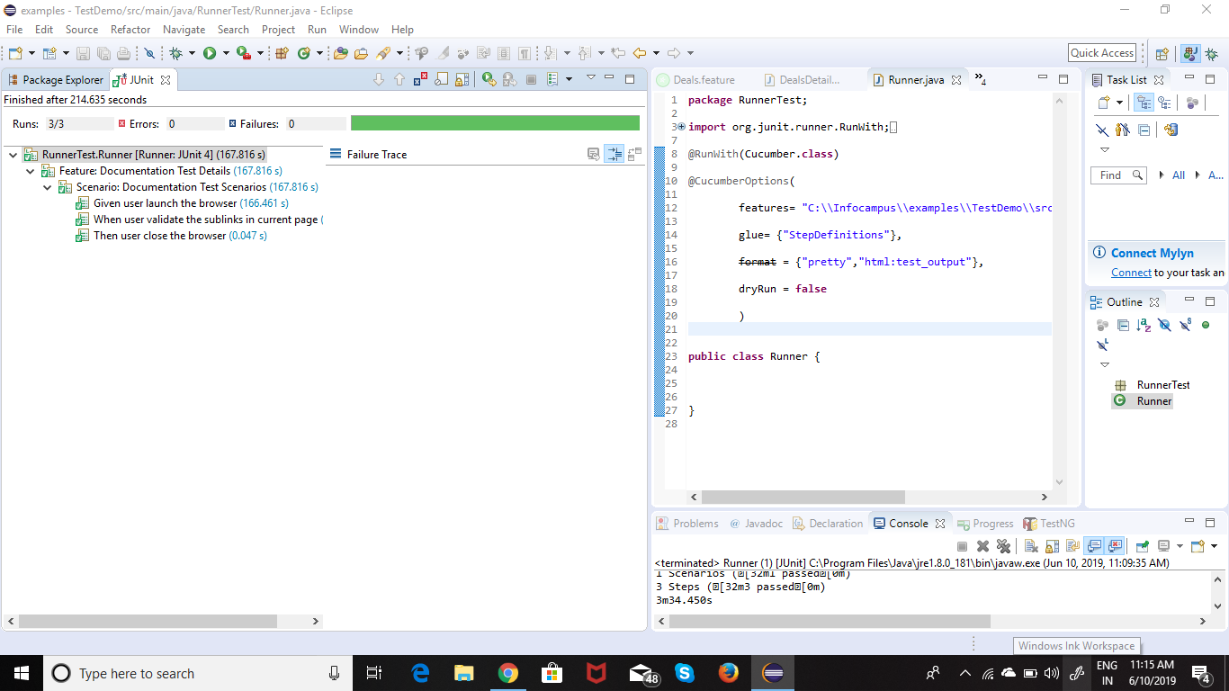 examples - TestDemo/src/main/java/RunnerTest/Runner.java - Eclipse
File Edit Source Refactor Navigate Search Project Run Window Help
Quick Access
Package Explorer JUnit
Finished after 214.635 seconds
Runs: 3/3 Errors: 0 Failures: 0
RunnerTest.Runner [Runner: JUnit 4] (167.816 s)
Feature: Documentation Test Details (167.816 s)
Scenario: Documentation Test Scenarios (167.816 s)
Given user launch the browser (166.461 s)
When user validate the sublinks in current page (
Then user close the browser (0.047 s)
Failure Trace
Deals.feature DealsDetail... Runner.java »4
1 package RunnerTest;
2
3 import org.junit.runner.RunWith;
7
8 @RunWith(Cucumber.class)
9
10 @CucumberOptions(
11
12 features= "C:\\Infocampus\\examples\\TestDemo\\src
13
14 glue= {"StepDefinitions"},
15
16 format = {"pretty","html:test_output"},
17
18 dryRun = false
19
20 )
21
22
23 public class Runner {
24
25
26
27 }
28
Task List
Find All A...
Connect Mylyn
Connect to your task an
Outline
RunnerTest
Runner
Problems Javadoc Declaration Console Progress TestNG
<terminated> Runner (1) [JUnit] C:\Program Files\Java\jre1.8.0_181\bin\javaw.exe (Jun 10, 2019, 11:09:35 AM)
1 Scenarios ([32m1 passed[0m)
3 Steps ([32m3 passed[0m)
3m34.450s
Windows Ink Workspace
Type here to search
48
ENG
IN
11:15 AM
6/10/2019
4